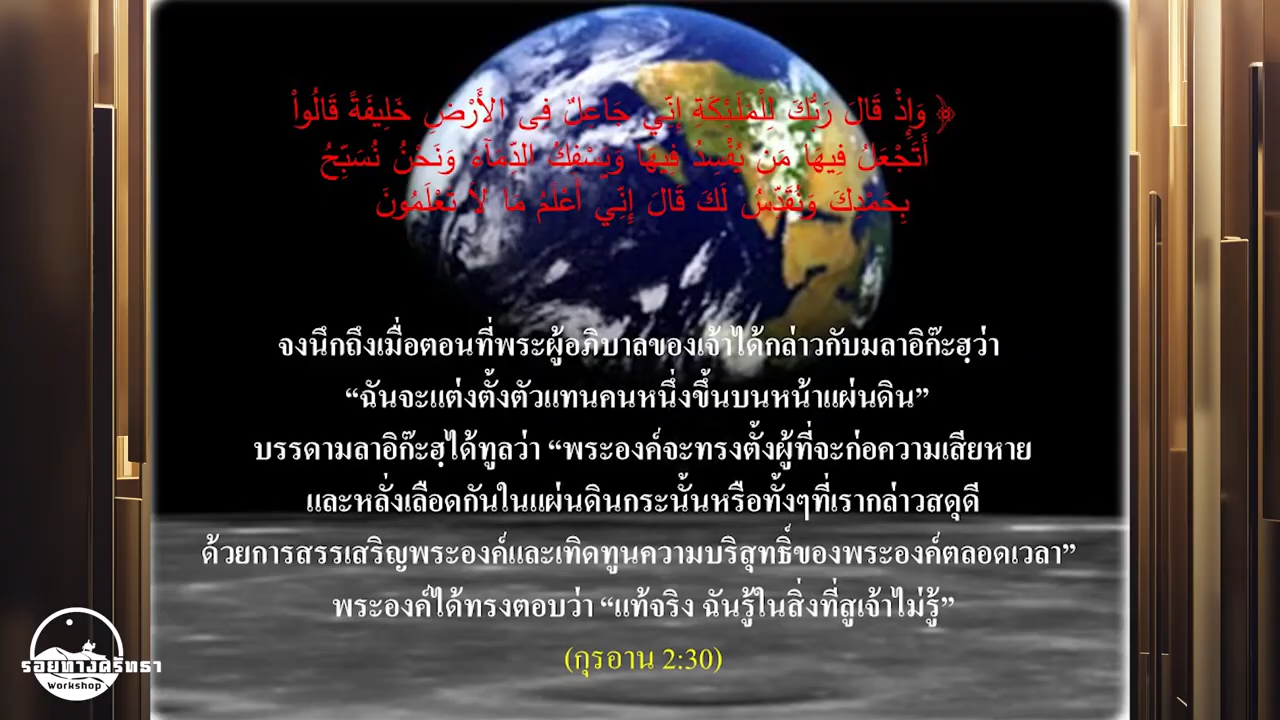 ﴿ وَإِذْ قَالَ رَبُّكَ لِلْمَلَئِكَةِ إِنِّي جَاعِلٌ فِى الأَرْضِ خَلِيفَةً قَالُواْ
أَتَجْعَلُ فِيهَا مَن يُفْسِدُ فِيهَا وَيَسْفِكُ الدِّمَآء وَنَحْنُ نُسَبِّحُ
بِحَمْدِكَ وَنُقَدِّسُ لَكَ قَالَ إِنِّي أَعْلَمُ مَا لاَ تَعْلَمُونَ
จงนึกถึงเมื่อตอนที่พระผู้อภิบาลของเจ้าได้กล่าวกับมลาอิก๊ะฮฺว่า
“ฉันจะแต่งตั้งตัวแทนคนหนึ่งขึ้นบนหน้าแผ่นดิน”
บรรดามลาอิก๊ะฮฺได้ทูลว่า “พระองค์จะทรงตั้งผู้ที่จะก่อความเสียหาย
และหลั่งเลือดกันในแผ่นดินกระนั้นหรือทั้งๆที่เรากล่าวสดุดี
ด้วยการสรรเสริญพระองค์และเทิดทูนความบริสุทธิ์ของพระองค์ตลอดเวลา”
พระองค์ได้ทรงตอบว่า “แท้จริง ฉันรู้ในสิ่งที่สูเจ้าไม่รู้”
(กุรอาน 2:30)
รอยทางศรัทธา
workshop